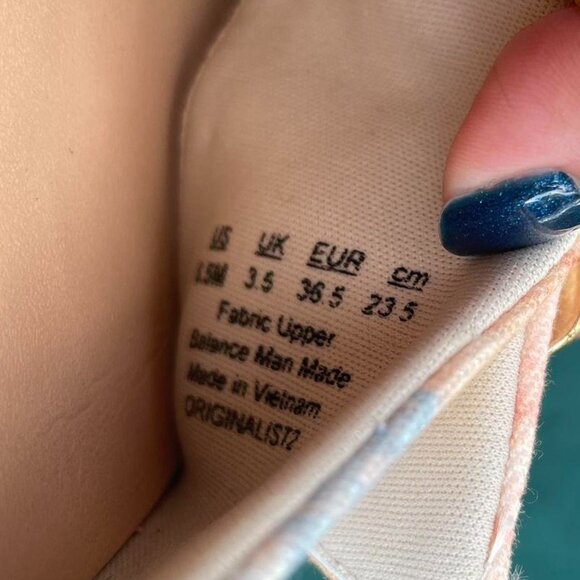 US UK EUR cm
3.5 36.5 23.5
Fabric Upper
Balance Man Made
Made in Vietnam
ORIGINALIST2